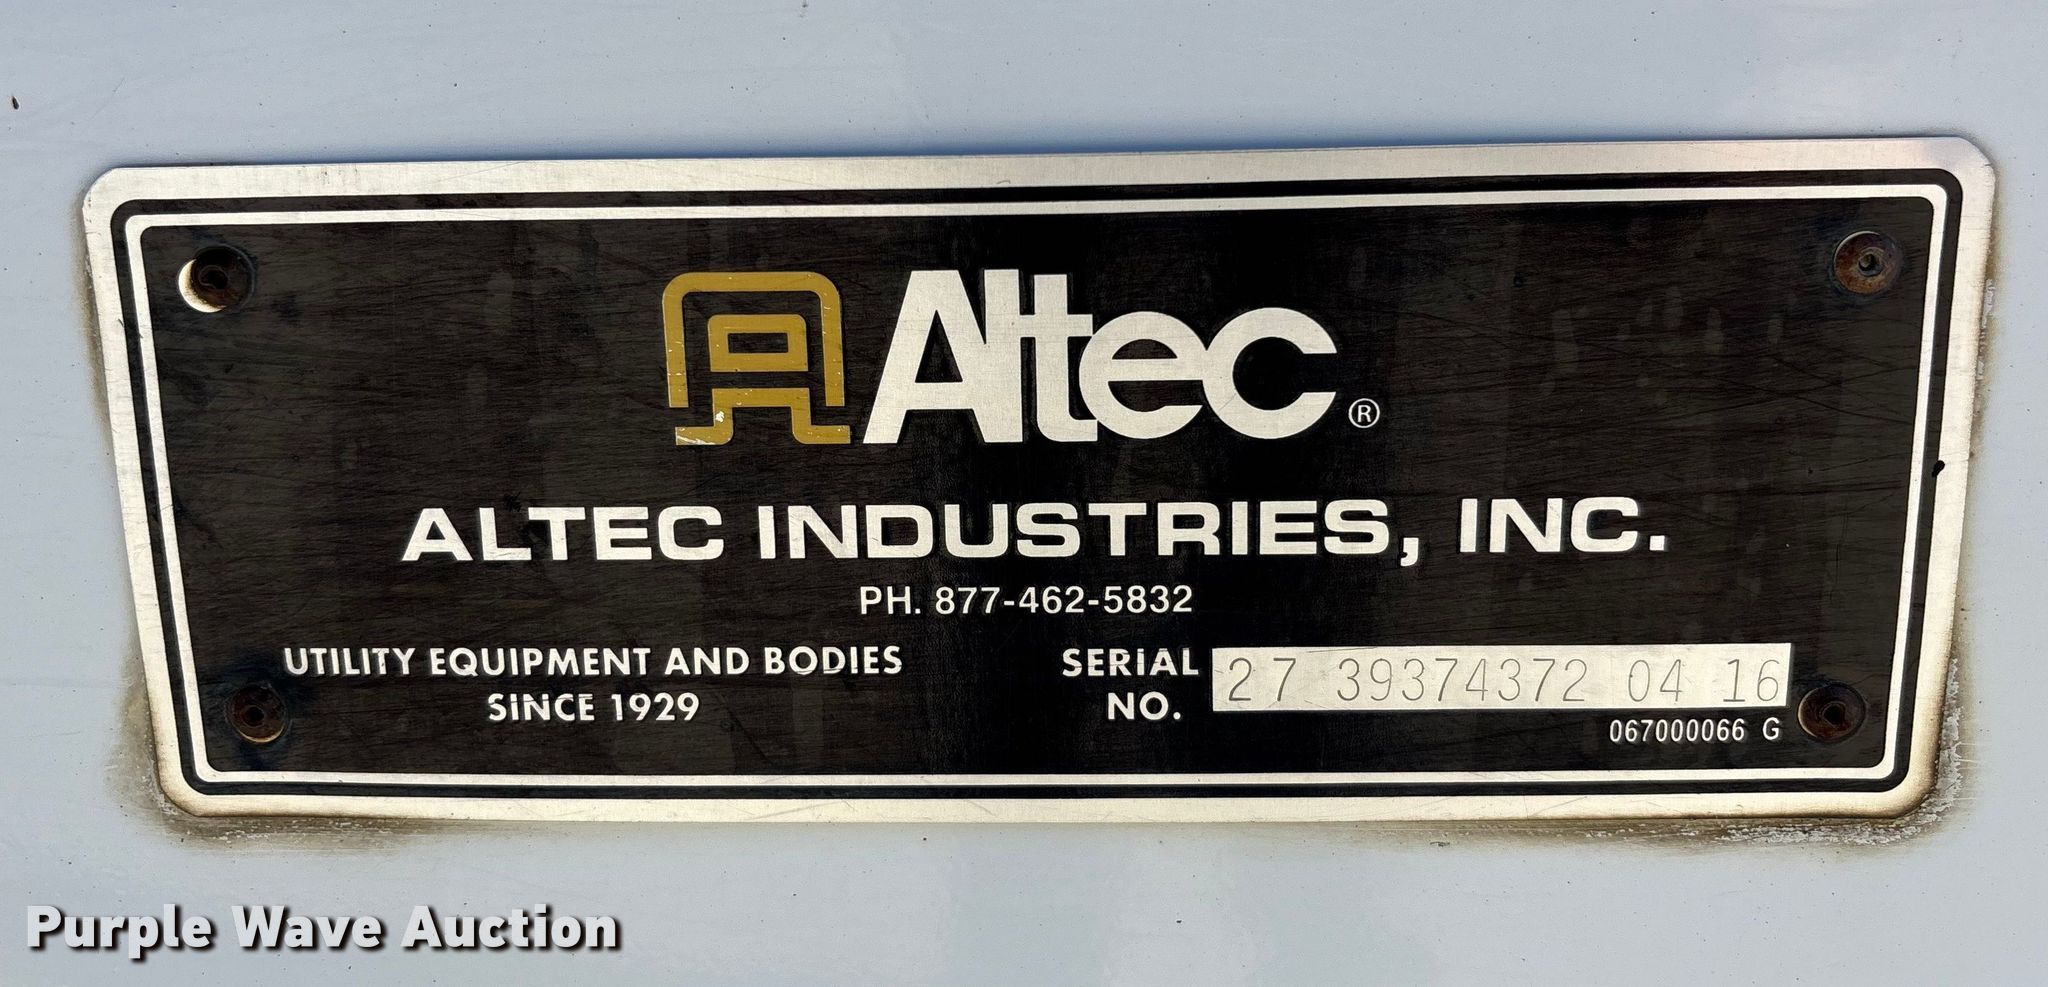 Altec®
ALTEC INDUSTRIES, INC.
PH. 877-462-5832
UTILITY EQUIPMENT AND BODIES
SINCE 1929
SERIAL NO. 27 39374372 04 16
067000066 G
Purple Wave Auction